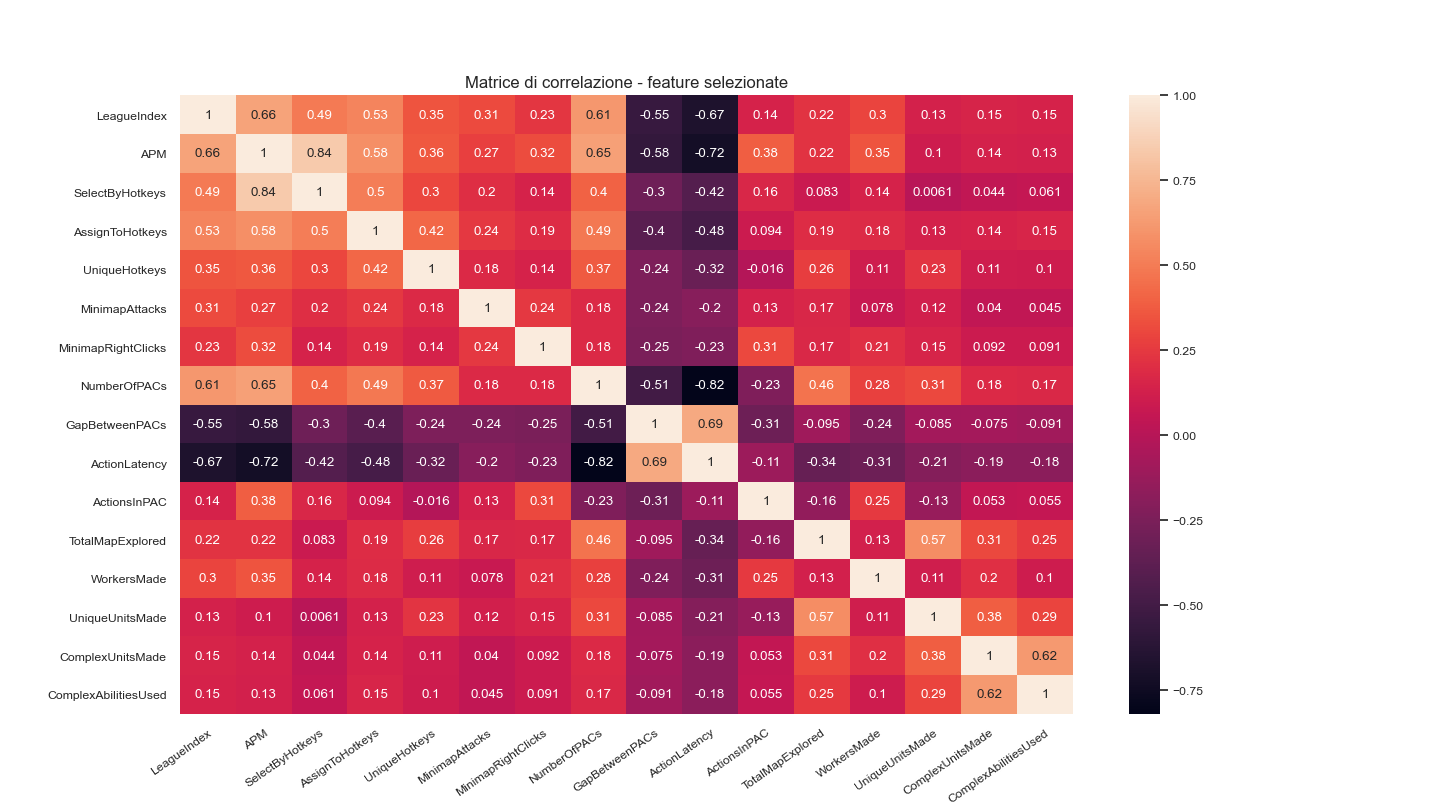 Matrice di correlazione - feature selezionate
LeagueIndex 1 0.66 0.49 0.53 0.35 0.31 0.23 0.61 -0.55 -0.67 0.14 0.22 0.3 0.13 0.15 0.15
APM 0.66 1 0.84 0.58 0.36 0.27 0.32 0.65 -0.58 -0.72 0.38 0.22 0.35 0.1 0.14 0.13
SelectByHotkeys 0.49 0.84 1 0.5 0.3 0.2 0.14 0.4 -0.3 -0.42 0.16 0.083 0.14 0.0061 0.044 0.061
AssignToHotkeys 0.53 0.58 0.5 1 0.42 0.24 0.19 0.49 -0.4 -0.48 0.094 0.19 0.18 0.13 0.14 0.15
UniqueHotkeys 0.35 0.36 0.3 0.42 1 0.18 0.14 0.37 -0.24 -0.32 -0.016 0.26 0.11 0.23 0.11 0.1
MinimapAttacks 0.31 0.27 0.2 0.24 0.18 1 0.24 0.18 -0.24 -0.2 0.13 0.17 0.078 0.12 0.04 0.045
MinimapRightClicks 0.23 0.32 0.14 0.19 0.14 0.24 1 0.18 -0.25 -0.23 0.31 0.17 0.21 0.15 0.092 0.091
NumberOfPACs 0.61 0.65 0.4 0.49 0.37 0.18 0.18 1 -0.51 -0.82 -0.23 0.46 0.28 0.31 0.18 0.17
GapBetweenPACs -0.55 -0.58 -0.3 -0.4 -0.24 -0.24 -0.25 -0.51 1 0.69 -0.31 -0.095 -0.24 -0.085 -0.075 -0.091
ActionLatency -0.67 -0.72 -0.42 -0.48 -0.32 -0.2 -0.23 -0.82 0.69 1 -0.11 -0.34 -0.31 -0.21 -0.19 -0.18
ActionsInPAC 0.14 0.38 0.16 0.094 -0.016 0.13 0.31 -0.23 -0.31 -0.11 1 -0.16 0.25 -0.13 0.053 0.055
TotalMapExplored 0.22 0.22 0.083 0.19 0.26 0.17 0.17 0.46 -0.095 -0.34 -0.16 1 0.13 0.57 0.31 0.25
WorkersMade 0.3 0.35 0.14 0.18 0.11 0.078 0.21 0.28 -0.24 -0.31 0.25 0.13 1 0.11 0.2 0.1
UniqueUnitsMade 0.13 0.1 0.0061 0.13 0.23 0.12 0.15 0.31 -0.085 -0.21 -0.13 0.57 0.11 1 0.38 0.29
ComplexUnitsMade 0.15 0.14 0.044 0.14 0.11 0.04 0.092 0.18 -0.075 -0.19 0.053 0.31 0.2 0.38 1 0.62
ComplexAbilitiesUsed 0.15 0.13 0.061 0.15 0.1 0.045 0.091 0.17 -0.091 -0.18 0.055 0.25 0.1 0.29 0.62 1
LeagueIndex APM SelectByHotkeys AssignToHotkeys UniqueHotkeys MinimapAttacks MinimapRightClicks NumberOfPACs GapBetweenPACs ActionLatency ActionsInPAC TotalMapExplored WorkersMade UniqueUnitsMade ComplexUnitsMade ComplexAbilitiesUsed
1.00
0.75
0.50
0.25
0.00
−0.25
−0.50
−0.75